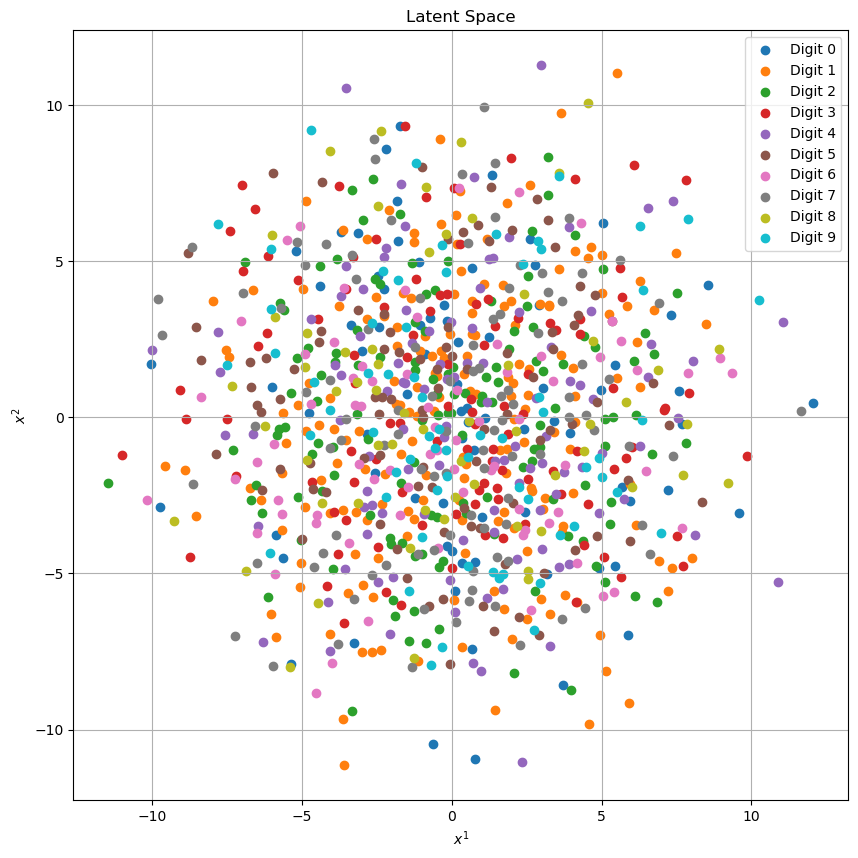 Latent Space
Digit 0
Digit 1
Digit 2
Digit 3
Digit 4
Digit 5
Digit 6
Digit 7
Digit 8
Digit 9
10
5
0
−5
−10
x²
−10
−5
0
5
10
x¹